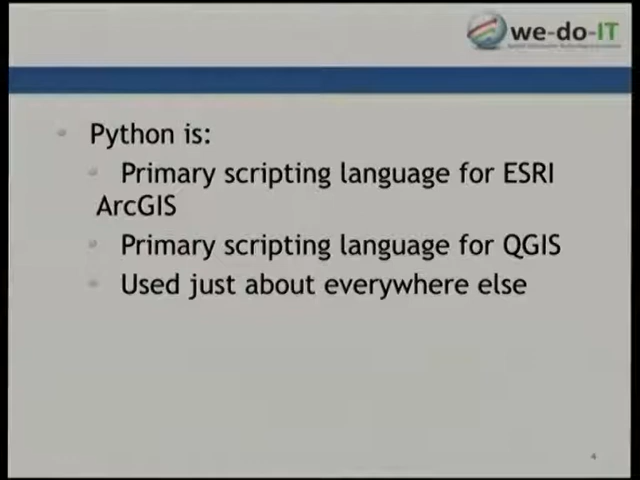 we-do-IT
Python is:
Primary scripting language for ESRI
ArcGIS
Primary scripting language for QGIS
Used just about everywhere else
4